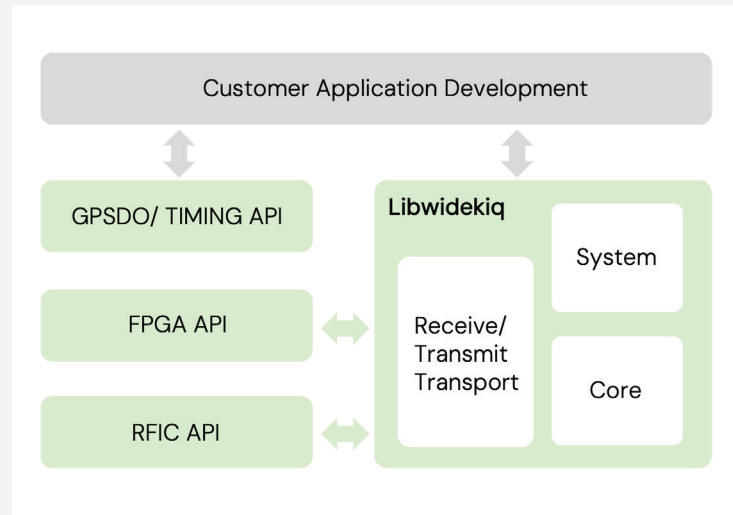 Customer Application Development
GPSDO/ TIMING API
Libwidekiq
System
FPGA API
Receive/
Transmit
Transport
Core
RFIC API